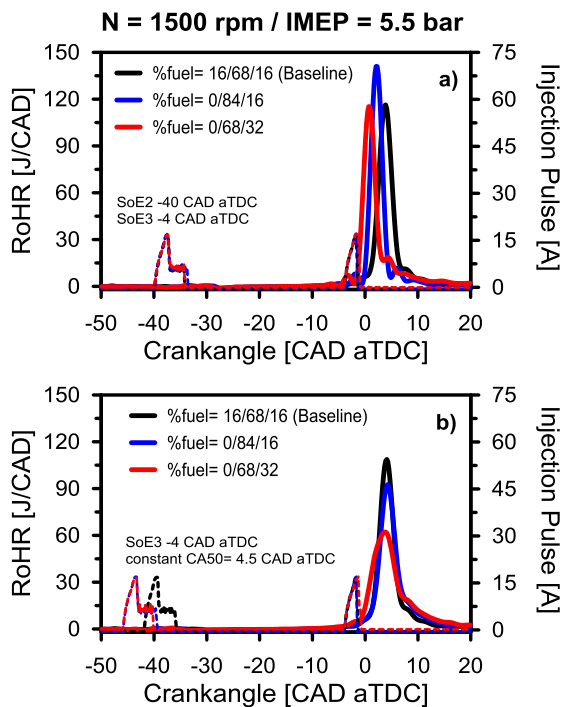 N = 1500 rpm / IMEP = 5.5 bar
150
120
90
60
30
0
RoHR [J/CAD]
%fuel= 16/68/16 (Baseline)
%fuel= 0/84/16
%fuel= 0/68/32
a)
SoE2 -40 CAD aTDC
SoE3 -4 CAD aTDC
75
60
45
30
15
0
Injection Pulse [A]
-50 -40 -30 -20 -10 0 10 20
Crankangle [CAD aTDC]
150
120
90
60
30
0
RoHR [J/CAD]
%fuel= 16/68/16 (Baseline)
%fuel= 0/84/16
%fuel= 0/68/32
b)
SoE3 -4 CAD aTDC
constant CA50= 4.5 CAD aTDC
75
60
45
30
15
0
Injection Pulse [A]
-50 -40 -30 -20 -10 0 10 20
Crankangle [CAD aTDC]